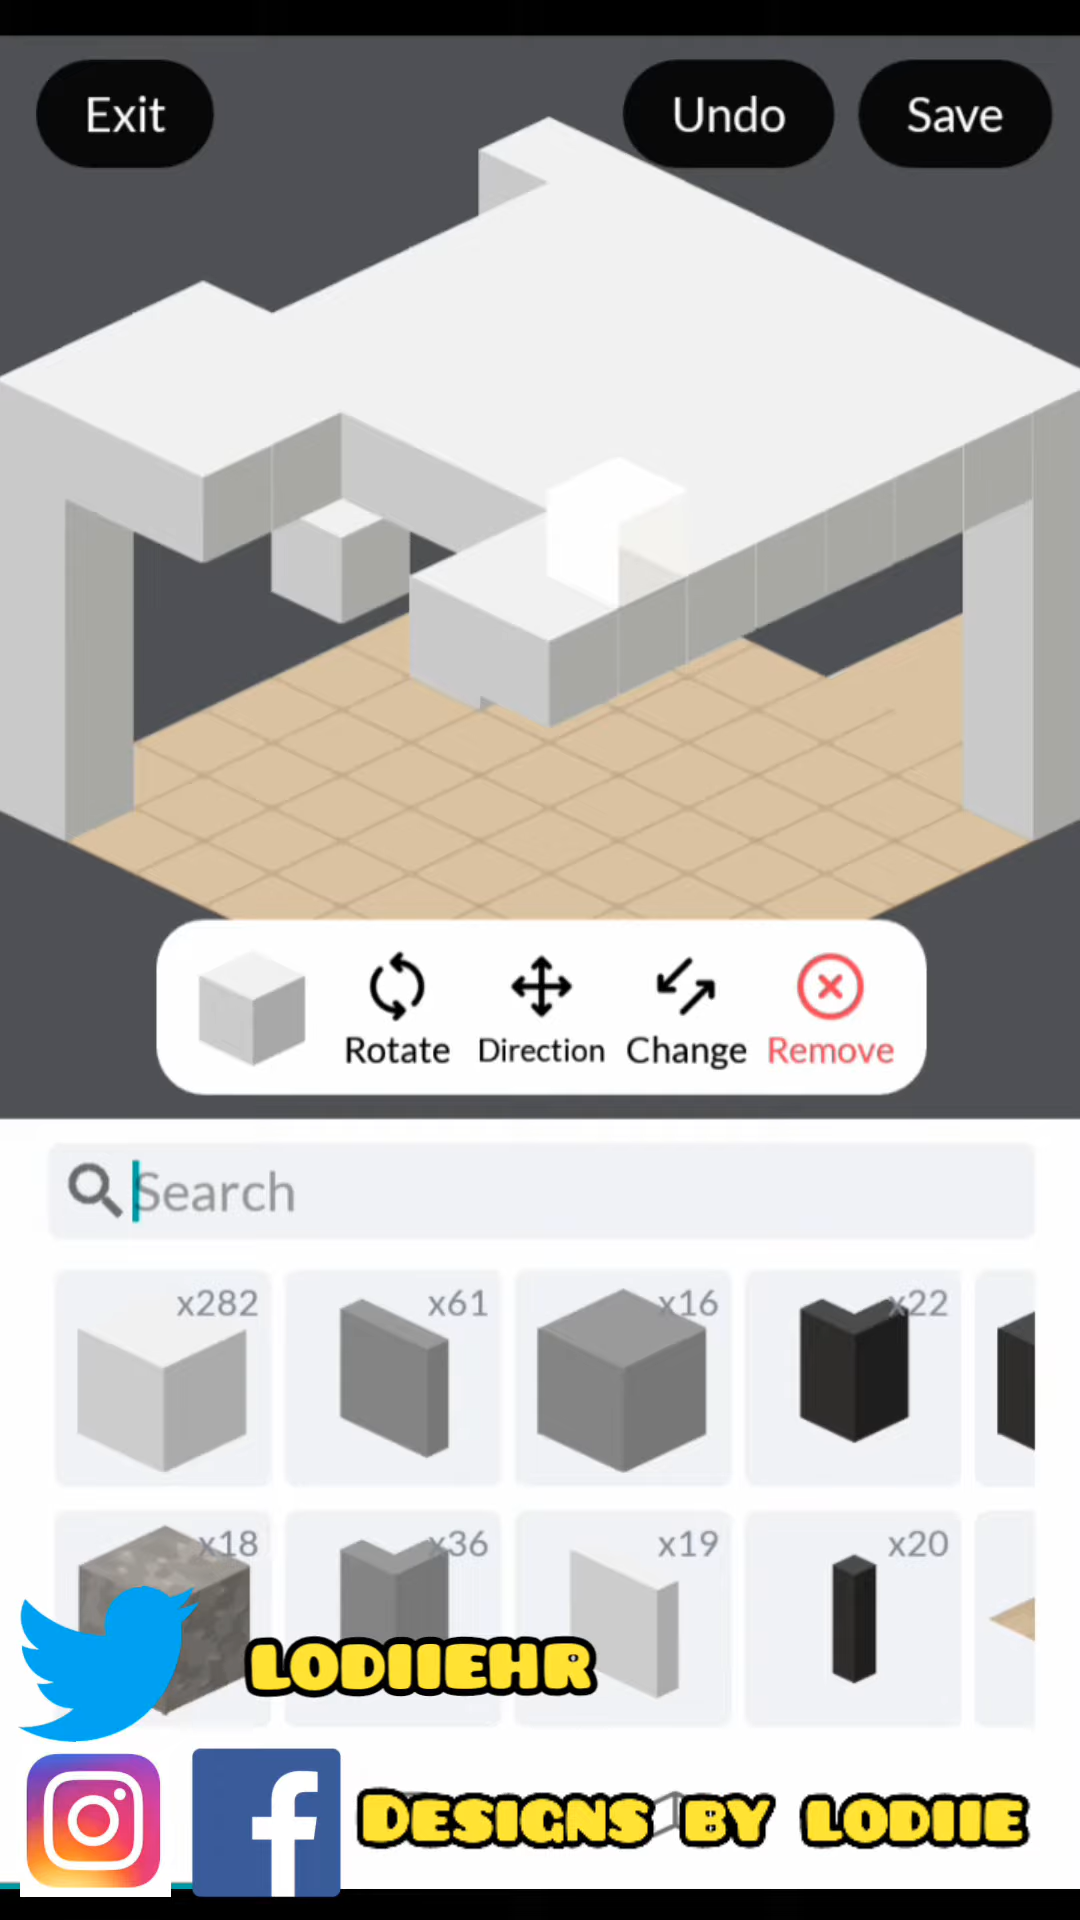 Exit
Undo
Save
Rotate
Direction
Change
Remove
Search
x282
x61
x16
x22
x18
x36
x19
x20
LODIIEHR
DESIGNS BY LODIIE